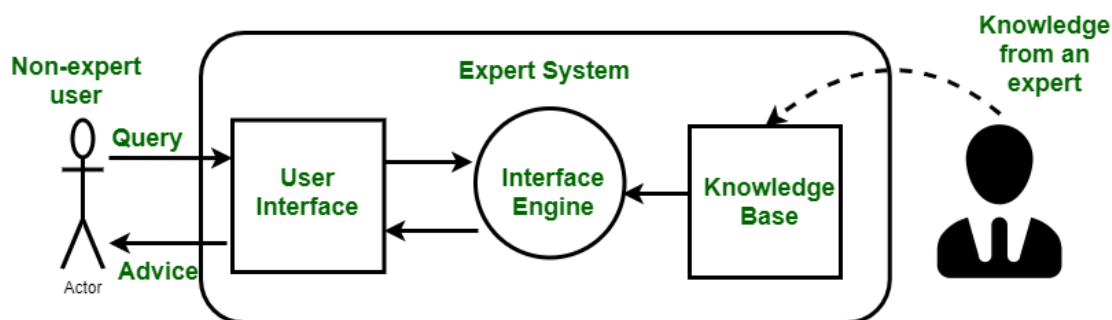 Non-expert
user
Query
Advice
Actor
Expert System
User
Interface
Interface
Engine
Knowledge
Base
Knowledge
from an
expert